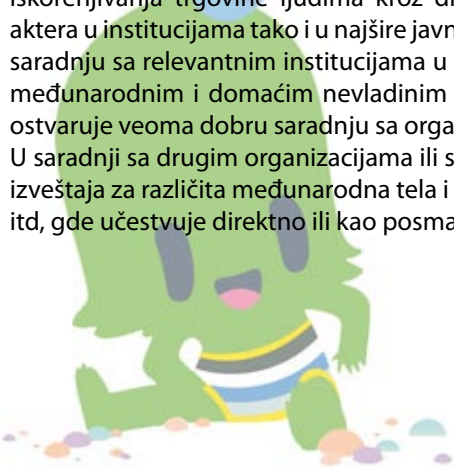 iskorenjivanja trgovine ljudima kroz
aktera u institucijama tako i u najšire javn
saradnju sa relevantnim institucijama u
međunarodnim i domaćim nevladinim
ostvaruje veoma dobru saradnju sa orga
U saradnji sa drugim organizacijama ili s
izveštaja za različita međunarodna tela i
itd, gde učestvuje direktno ili kao posma